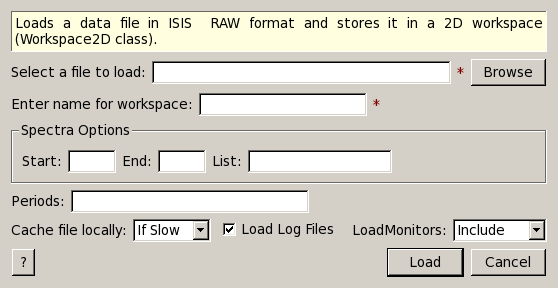 Loads a data file in ISIS RAW format and stores it in a 2D workspace
(Workspace2D class).
Select a file to load: * Browse
Enter name for workspace: *
Spectra Options
Start: End: List:
Periods:
Cache file locally: If Slow Load Log Files LoadMonitors: Include
? Load Cancel